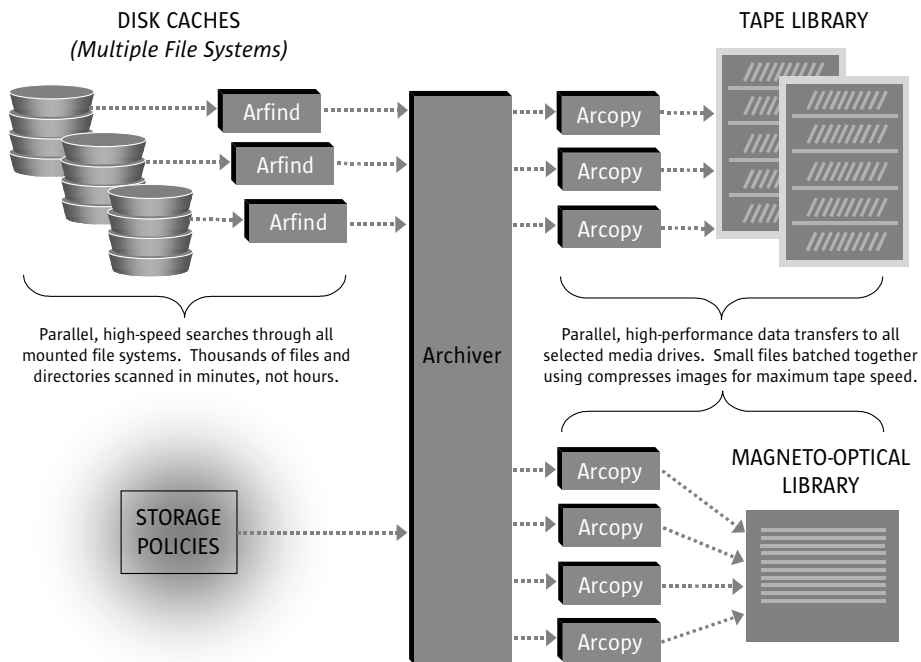 DISK CACHES
(Multiple File Systems)
TAPE LIBRARY
Arfind
Arfind
Arfind
Arcopy
Arcopy
Arcopy
Parallel, high-speed searches through all
mounted file systems.  Thousands of files and
directories scanned in minutes, not hours.
Archiver
Parallel, high-performance data transfers to all
selected media drives.  Small files batched together
using compresses images for maximum tape speed.
STORAGE
POLICIES
Arcopy
Arcopy
Arcopy
Arcopy
MAGNETO-OPTICAL
LIBRARY